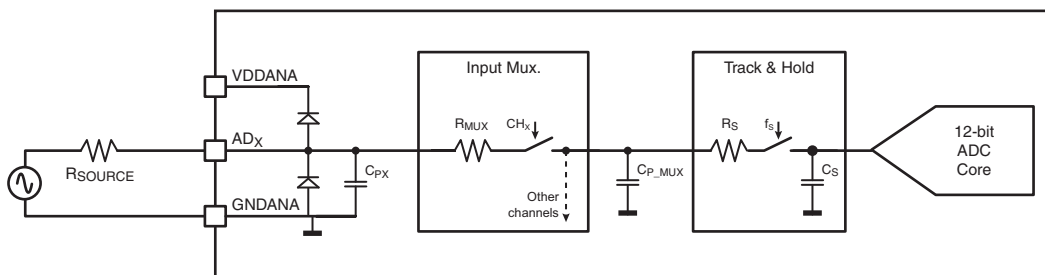 Input Mux.
Track & Hold
VDDANA
ADX
RSOURCE
GNDANA
CPX
RMUX
CHX
Other
channels
CP_MUX
RS
fS
CS
12-bit
ADC
Core